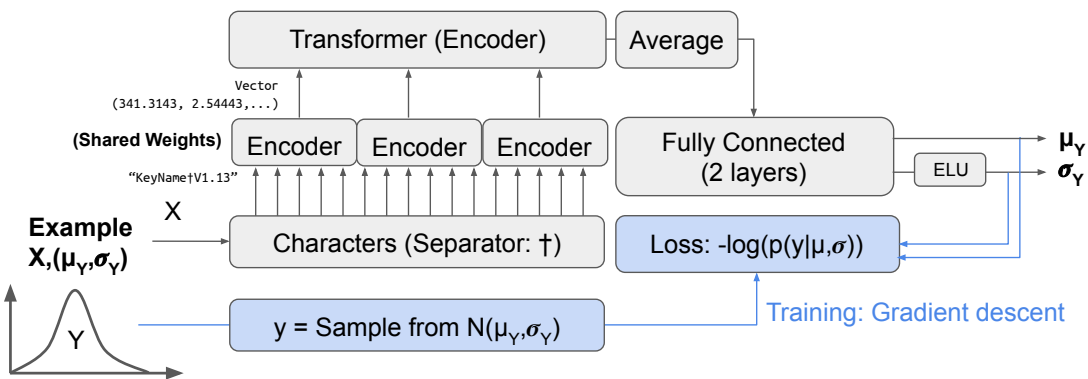 Transformer (Encoder)
Average
Vector
(341.3143, 2.54443,...)
(Shared Weights)
Encoder
Encoder
Encoder
Fully Connected
(2 layers)
μY
ELU
σY
“KeyName†V1.13”
X
Example
X,(μY,σY)
Characters (Separator: †)
Loss: -log(p(y|μ,σ))
Y
y = Sample from N(μY,σY)
Training: Gradient descent